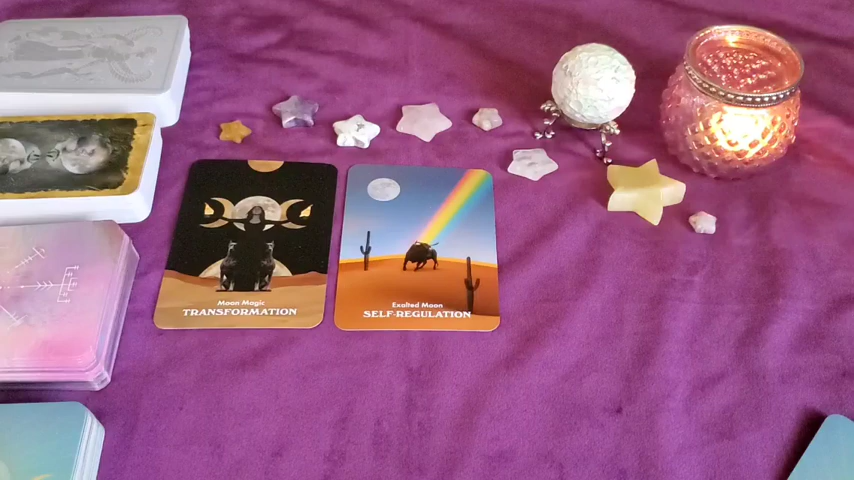 Moon Magic
TRANSFORMATION
Exalted Moon
SELF-REGULATION